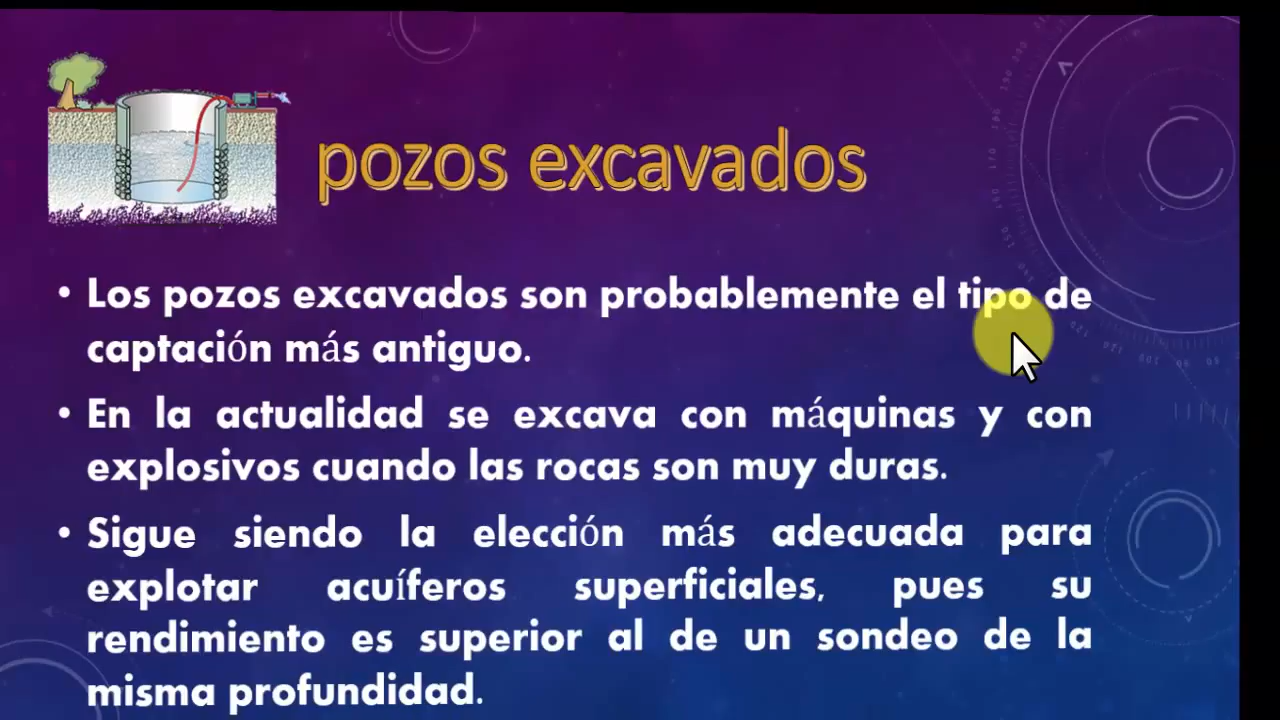 pozos excavados
• Los pozos excavados son probablemente el tipo de
captación más antiguo.
• En la actualidad se excava con máquinas y con
explosivos cuando las rocas son muy duras.
• Sigue siendo la elección más adecuada para
explotar acuíferos superficiales, pues su
rendimiento es superior al de un sondeo de la
misma profundidad.